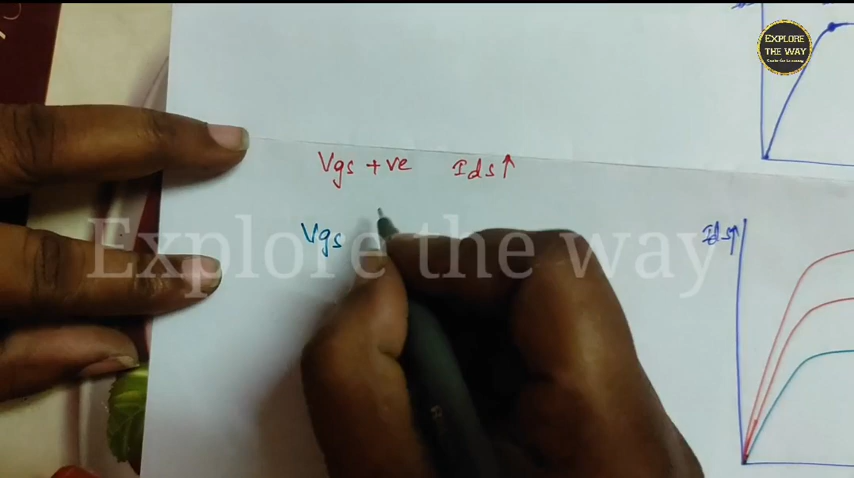 EXPLORE
THE WAY
Vgs +ve Ids↑
Vgs
Ids↑
Explore the way